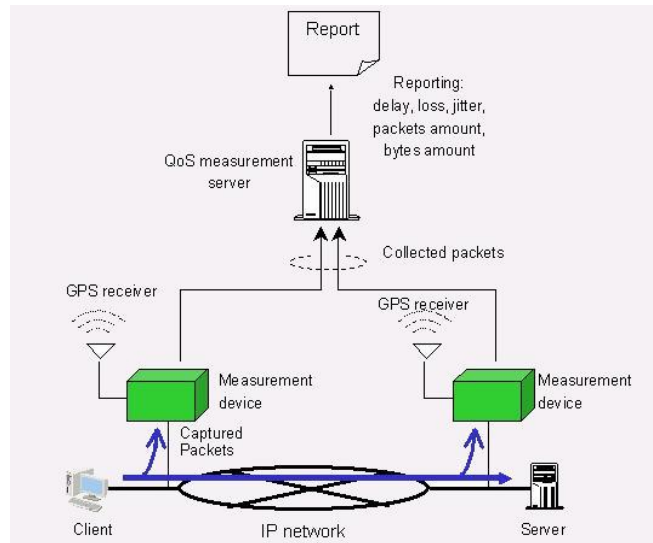 Report
Reporting:
delay, loss, jitter,
packets amount,
bytes amount
QoS measurement
server
Collected packets
GPS receiver
GPS receiver
Measurement
device
Measurement
device
Captured
Packets
Client
IP network
Server